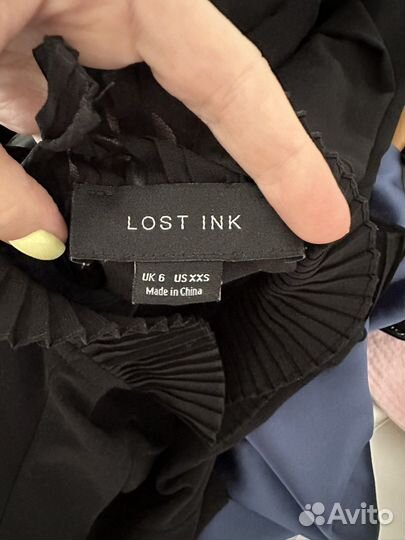 LOST INK
UK 6 US XXS
Made in China
Avito